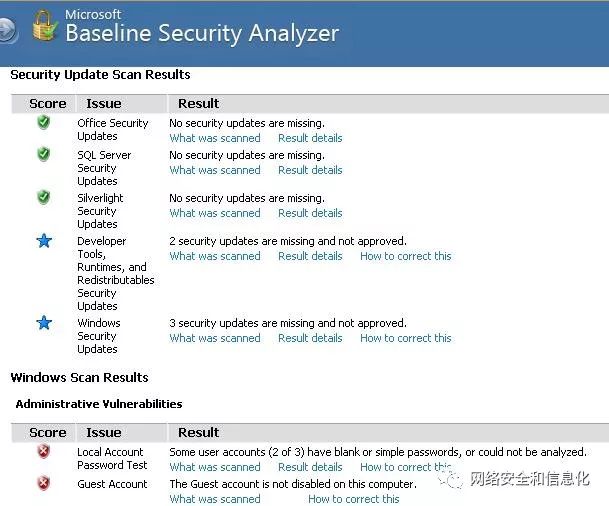 Microsoft
Baseline Security Analyzer
Security Update Scan Results
Score Issue Result
Office Security Updates No security updates are missing.
What was scanned Result details
SQL Server Security Updates No security updates are missing.
What was scanned Result details
Silverlight Security Updates No security updates are missing.
What was scanned Result details
Developer Tools, Runtimes, and Redistributables Security Updates 2 security updates are missing and not approved.
What was scanned Result details How to correct this
Windows Security Updates 3 security updates are missing and not approved.
What was scanned Result details How to correct this
Windows Scan Results
Administrative Vulnerabilities
Score Issue Result
Local Account Password Test Some user accounts (2 of 3) have blank or simple passwords, or could not be analyzed.
What was scanned Result details How to correct this
Guest Account The Guest account is not disabled on this computer.
What was scanned How to correct this
网络安全和信息化